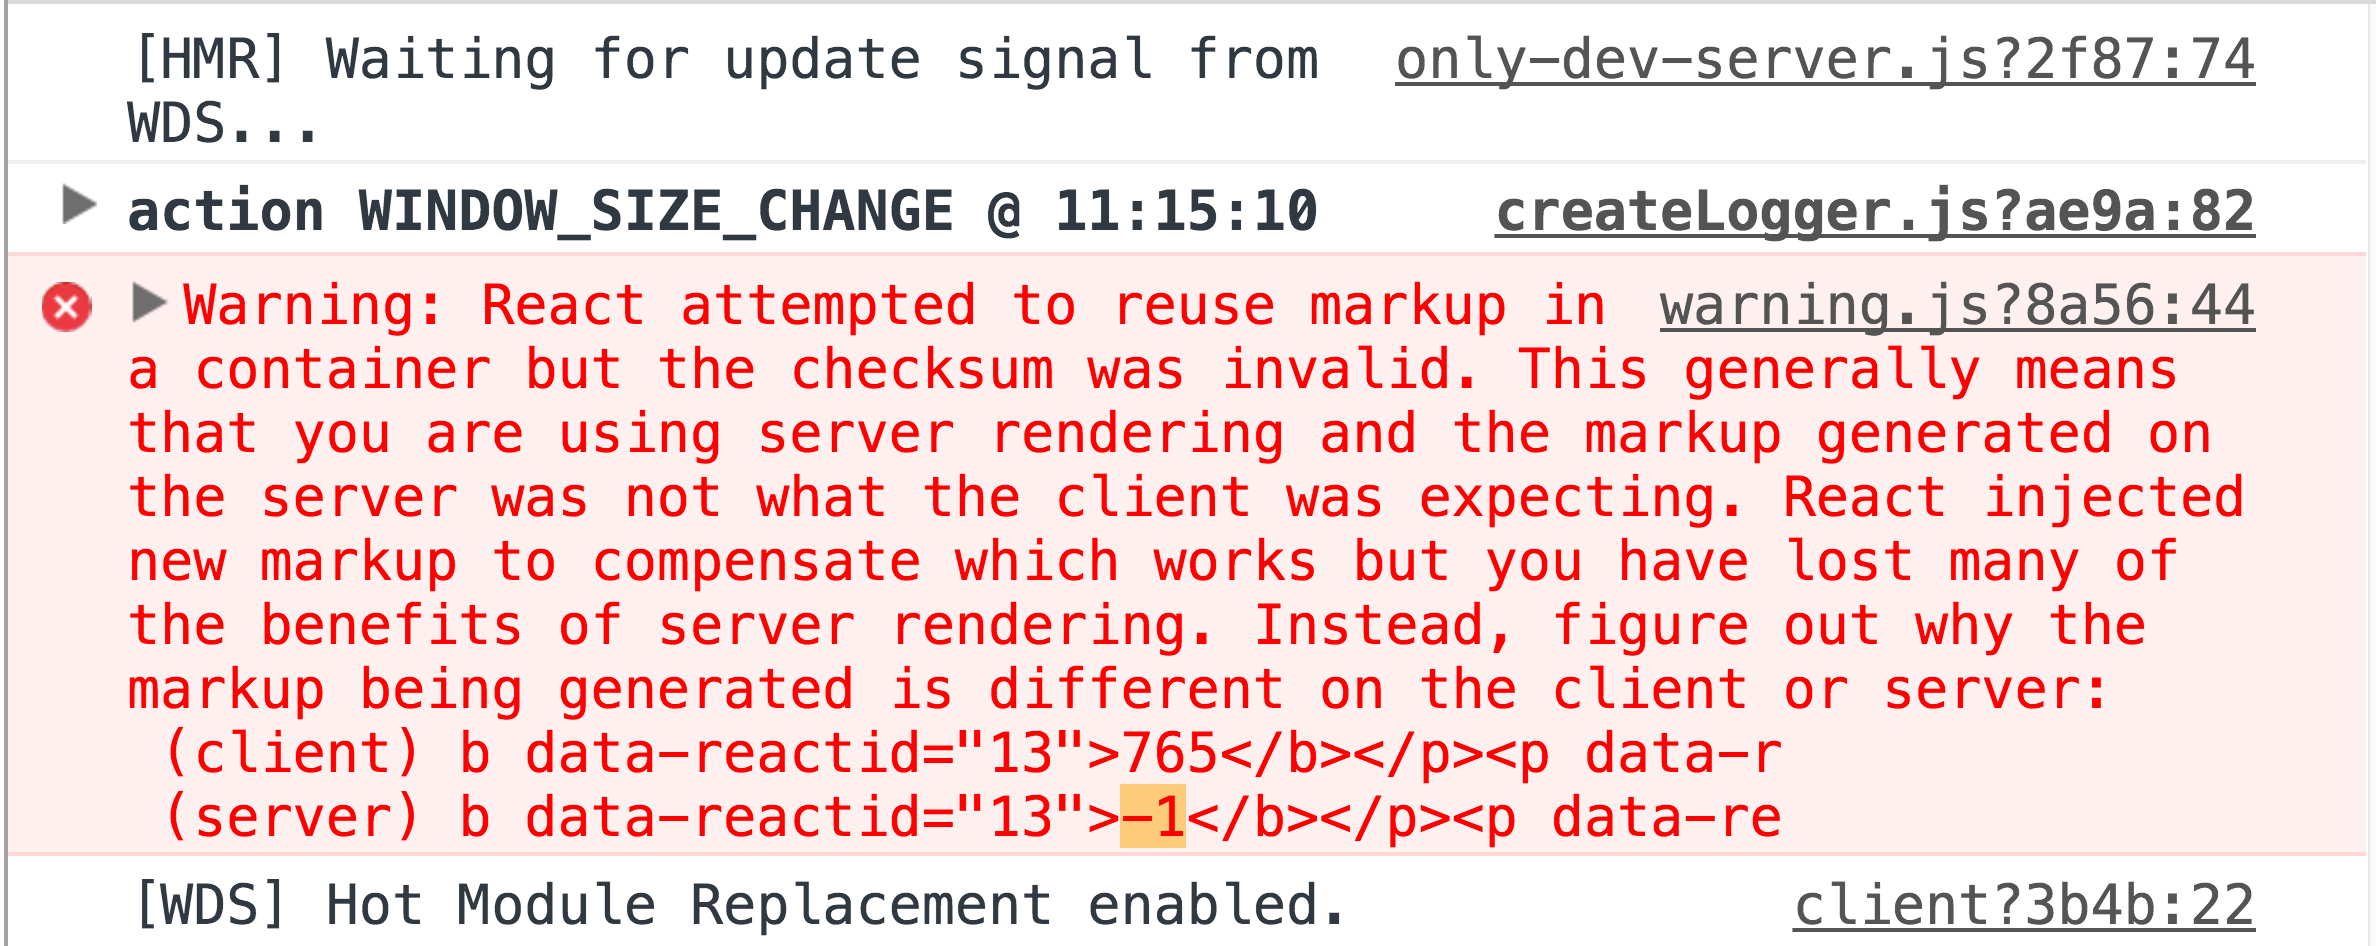 [HMR] Waiting for update signal from only-dev-server.js?2f87:74
WDS...
action WINDOW_SIZE_CHANGE @ 11:15:10 createLogger.js?ae9a:82
Warning: React attempted to reuse markup in warning.js?8a56:44
a container but the checksum was invalid. This generally means
that you are using server rendering and the markup generated on
the server was not what the client was expecting. React injected
new markup to compensate which works but you have lost many of
the benefits of server rendering. Instead, figure out why the
markup being generated is different on the client or server:
(client) b data-reactid="13">765</b></p><p data-r
(server) b data-reactid="13">-1</b></p><p data-re
[WDS] Hot Module Replacement enabled. client?3b4b:22